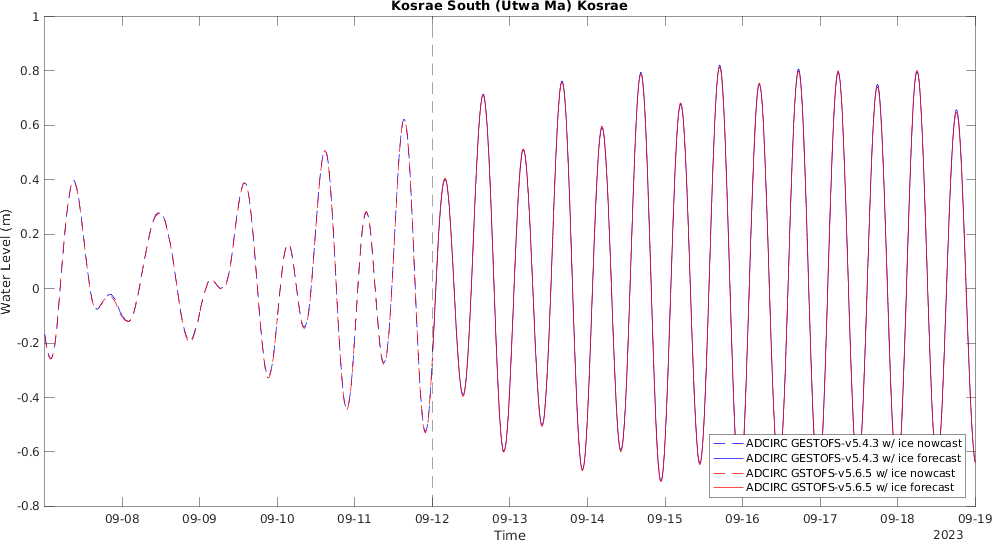 Kosrae South (Utwa Ma) Kosrae
1
0.8
0.6
0.4
0.2
0
-0.2
-0.4
-0.6
-0.8
Water Level (m)
ADCIRC GESTOFS-v5.4.3 w/ ice nowcast
ADCIRC GESTOFS-v5.4.3 w/ ice forecast
ADCIRC GSTOFS-v5.6.5 w/ ice nowcast
ADCIRC GSTOFS-v5.6.5 w/ ice forecast
09-08 09-09 09-10 09-11 09-12 09-13 09-14 09-15 09-16 09-17 09-18 09-19
Time 2023